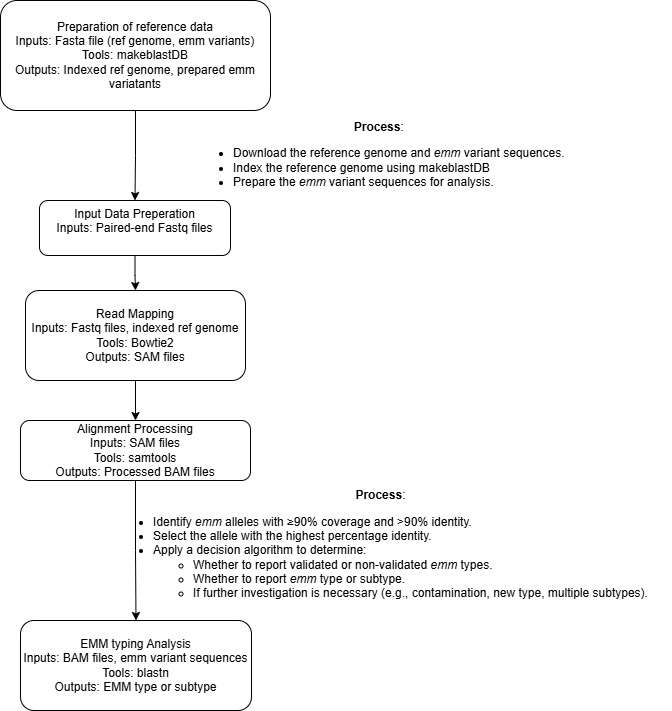 Preparation of reference data
Inputs: Fasta file (ref genome, emm variants)
Tools: makeblastDB
Outputs: Indexed ref genome, prepared emm
variatants
Process:
• Download the reference genome and emm variant sequences.
• Index the reference genome using makeblastDB
• Prepare the emm variant sequences for analysis.
Input Data Preperation
Inputs: Paired-end Fastq files
Read Mapping
Inputs: Fastq files, indexed ref genome
Tools: Bowtie2
Outputs: SAM files
Alignment Processing
Inputs: SAM files
Tools: samtools
Outputs: Processed BAM files
Process:
• Identify emm alleles with ≥90% coverage and >90% identity.
• Select the allele with the highest percentage identity.
• Apply a decision algorithm to determine:
○ Whether to report validated or non-validated emm types.
○ Whether to report emm type or subtype.
○ If further investigation is necessary (e.g., contamination, new type, multiple subtypes).
EMM typing Analysis
Inputs: BAM files, emm variant sequences
Tools: blastn
Outputs: EMM type or subtype